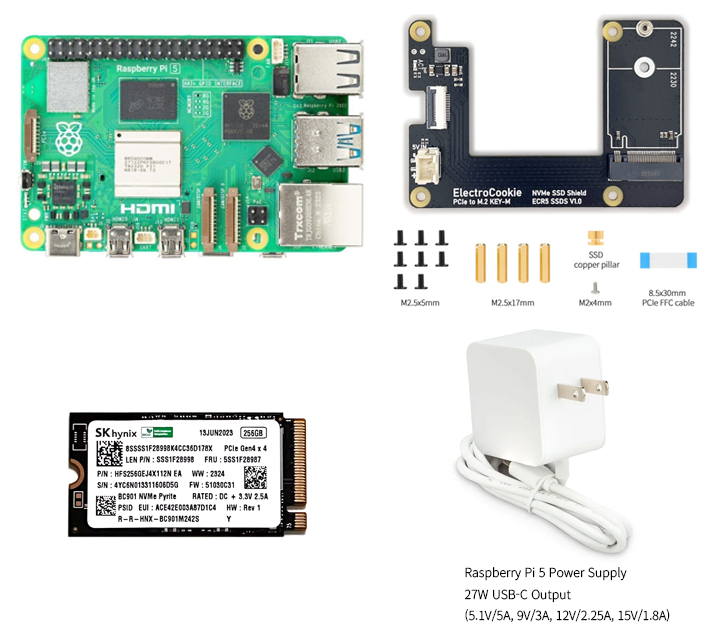 Raspberry Pi 5
HDMI
Trxcom
2242
2230
5V
ElectroCookie
PCIe to M.2 KEY-M
NVMe SSD Shield
ECR5 SSDS V1.0
M2.5x5mm
M2.5x17mm
SSD
copper pillar
M2x4mm
8.5x30mm
PCIe FFC cable
SK hynix
13JUN2023
256GB
8SSS1F28998K4CC36D178X PCIe Gen4 x 4
LEN P/N : SSS1F28998 FRU : 5SS1F28987
P/N : HFS256GEJ4X112N EA WW : 2324
S/N : 4YC6N013311606D5G FW : 51030C31
BC901 NVMe Pyrite RATED : DC + 3.3V 2.5A
PSID EUI : ACE42E003A87D1C4 HW : Rev 1
R-R-HNX-BC901M242S Y
Raspberry Pi 5 Power Supply
27W USB-C Output
(5.1V/5A, 9V/3A, 12V/2.25A, 15V/1.8A)